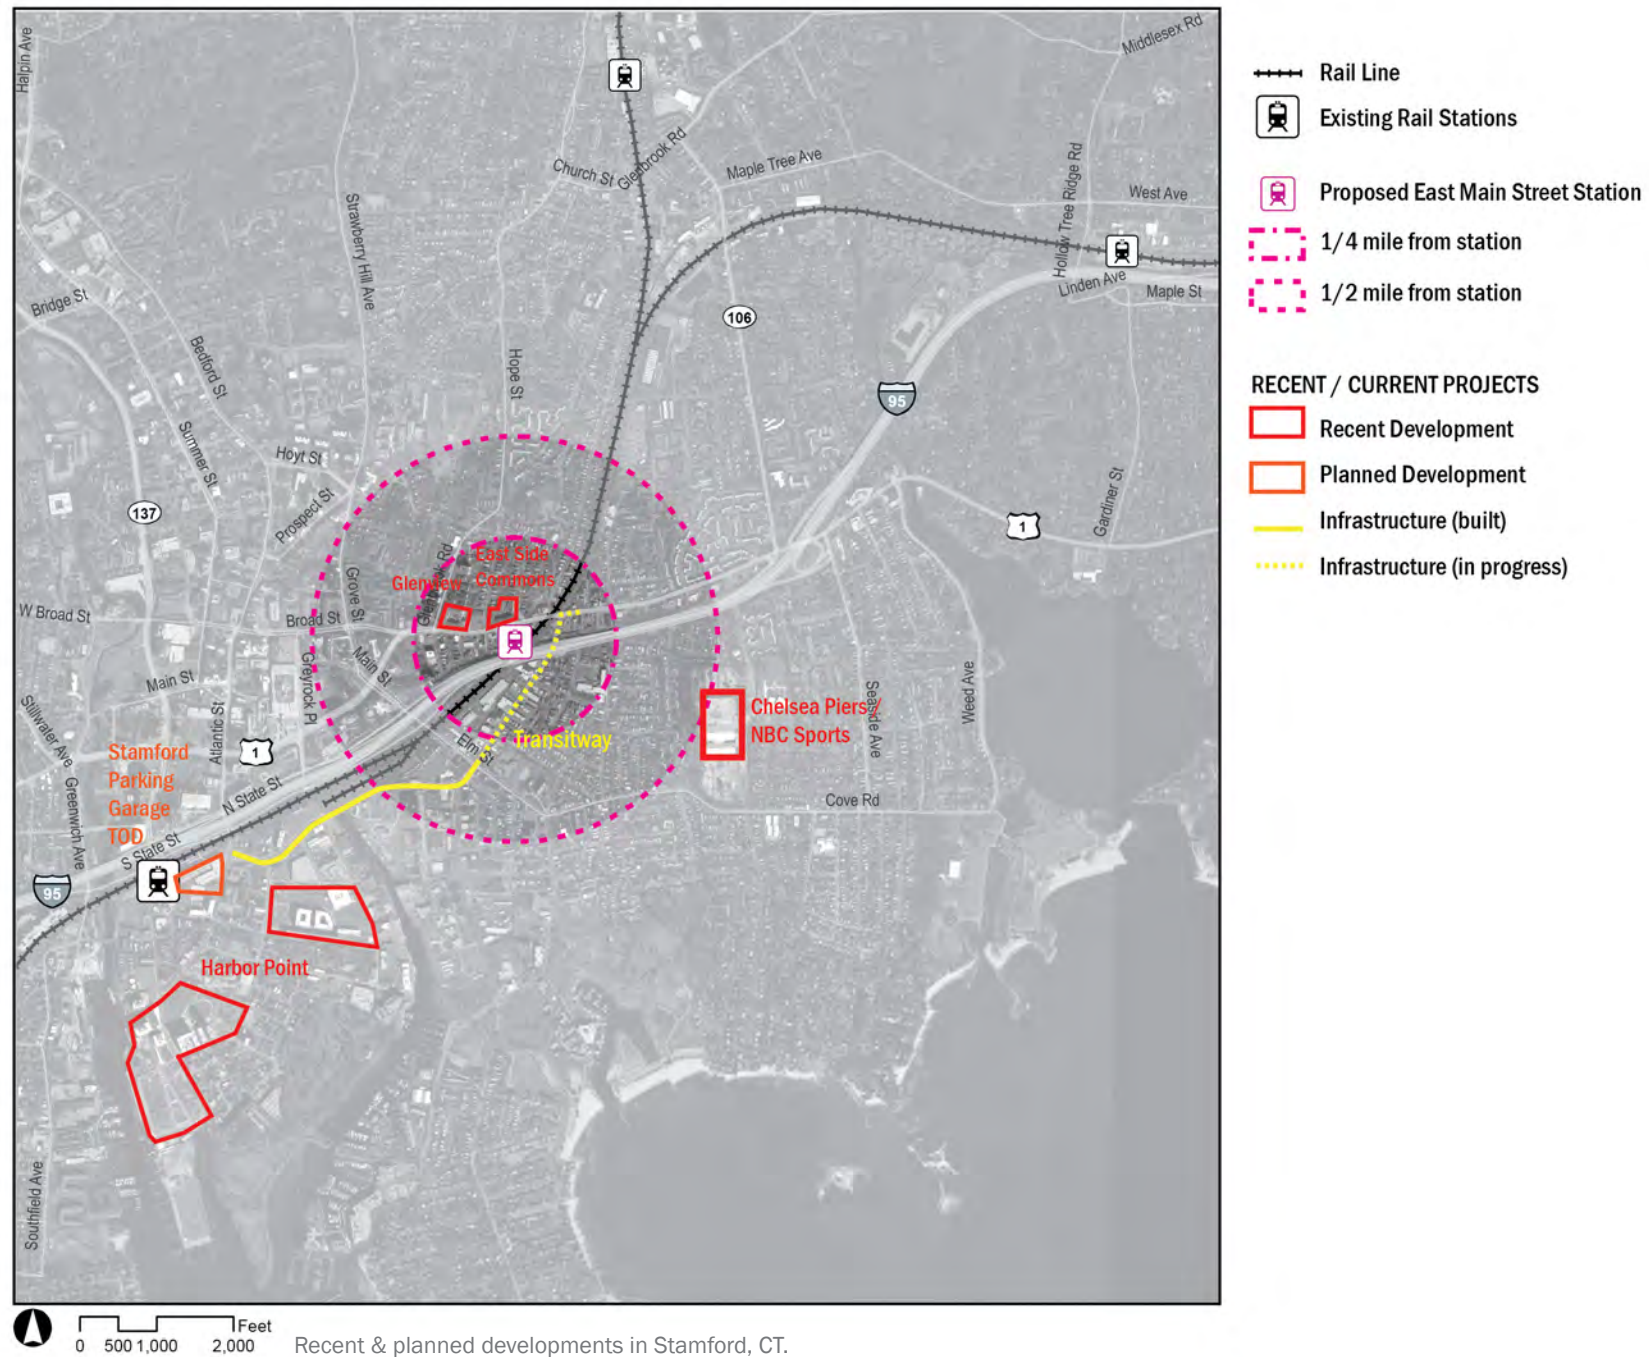 Halpin Ave
Middlesex Rd
Church St
Glenbrook Rd
Maple Tree Ave
Hollow Tree Ridge Rd
West Ave
Strawberry Hill Ave
Linden Ave
Maple St
Bridge St
106
Bedford St
Hope St
95
Summer St
Hoyt St
Prospect St
137
1
Gardiner St
Glenbrook Rd
East Side
Commons
Glenview
Grove St
W Broad St
Broad St
Main St
Greyrock Pl
Main St
Stillwater Ave
Atlantic St
Seaside Ave
Weed Ave
Chelsea Piers /
NBC Sports
Elm St
Transitway
1
Stamford
Parking
Garage
TOD
Greenwich Ave
N State St
S State St
Cove Rd
95
Harbor Point
Southfield Ave
Rail Line
Existing Rail Stations
Proposed East Main Street Station
1/4 mile from station
1/2 mile from station
RECENT / CURRENT PROJECTS
Recent Development
Planned Development
Infrastructure (built)
Infrastructure (in progress)
Feet
0 500 1,000 2,000
Recent & planned developments in Stamford, CT.